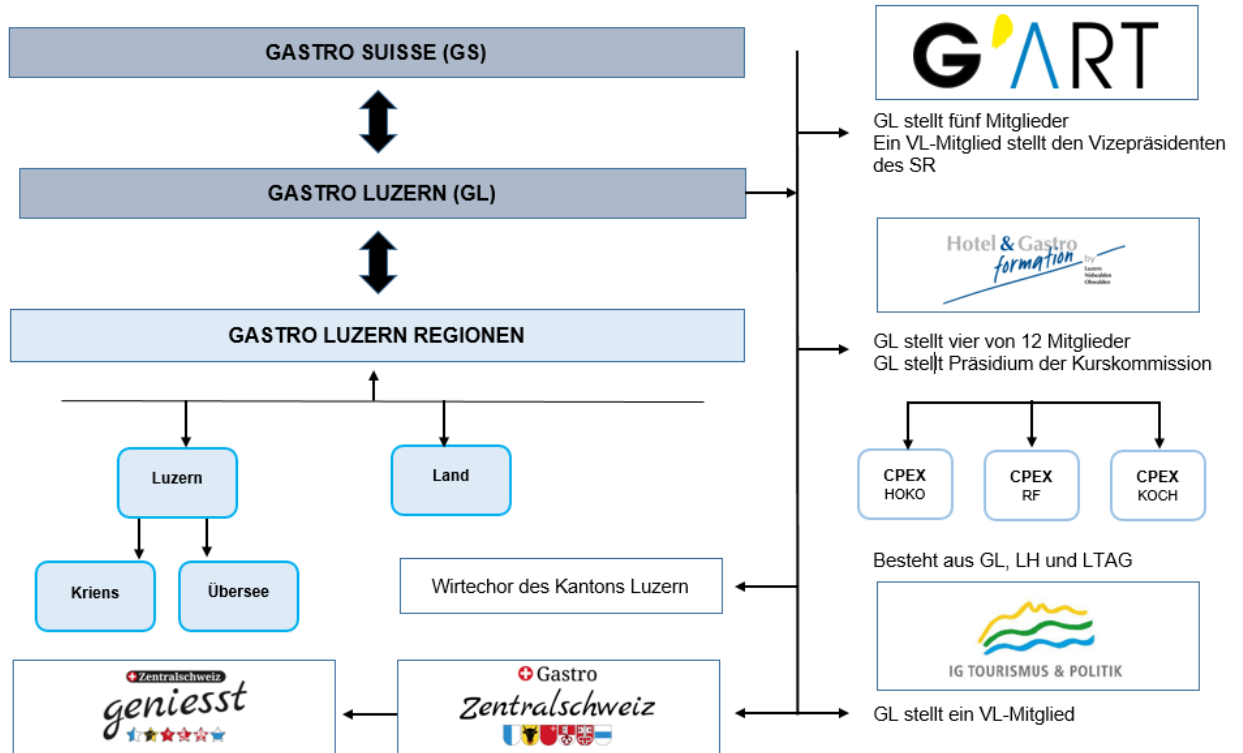 GASTRO SUISSE (GS)
GASTRO LUZERN (GL)
GASTRO LUZERN REGIONEN
Luzern
Land
Kriens
Übersee
Wirtechor des Kantons Luzern
Zentralschweiz
geniesst
Gastro
Zentralschweiz
G'ART
GL stellt fünf Mitglieder
Ein VL-Mitglied stellt den Vizepräsidenten
des SR
Hotel & Gastro
formation by
Luzern
Nidwalden
Obwalden
GL stellt vier von 12 Mitglieder
GL stellt Präsidium der Kurskommission
CPEX
HOKO
CPEX
RF
CPEX
KOCH
Besteht aus GL, LH und LTAG
IG TOURISMUS & POLITIK
GL stellt ein VL-Mitglied